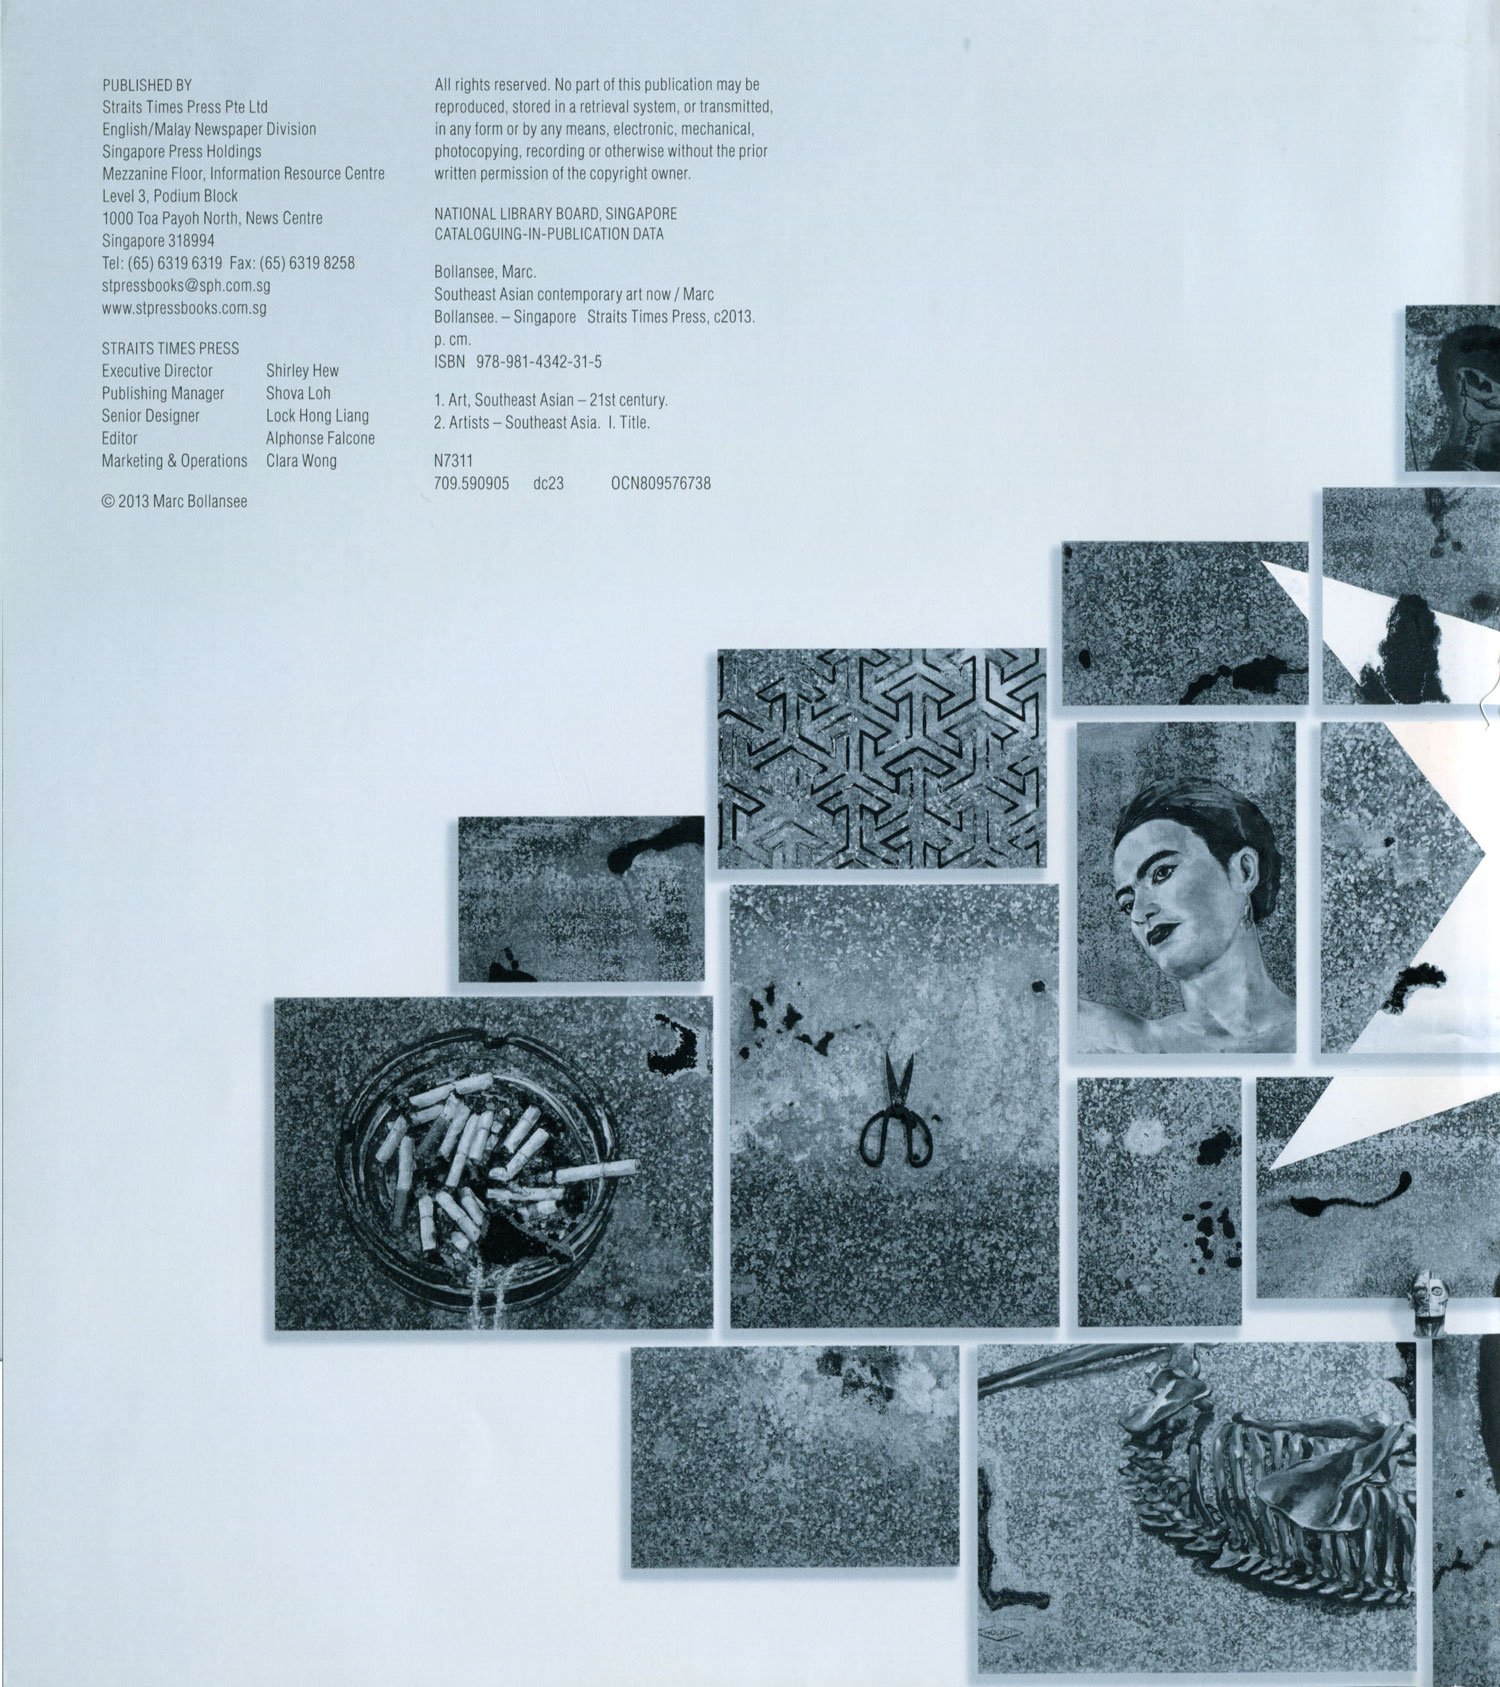 PUBLISHED BY
Straits Times Press Pte Ltd
English/Malay Newspaper Division
Singapore Press Holdings
Mezzanine Floor, Information Resource Centre
Level 3, Podium Block
1000 Toa Payoh North, News Centre
Singapore 318994
Tel: (65) 6319 6319 Fax: (65) 6319 8258
stpressbooks@sph.com.sg
www.stpressbooks.com.sg
STRAITS TIMES PRESS
Executive Director Shirley Hew
Publishing Manager Shova Loh
Senior Designer Lock Hong Liang
Editor Alphonse Falcone
Marketing & Operations Clara Wong
© 2013 Marc Bollansee
All rights reserved. No part of this publication may be
reproduced, stored in a retrieval system, or transmitted,
in any form or by any means, electronic, mechanical,
photocopying, recording or otherwise without the prior
written permission of the copyright owner.
NATIONAL LIBRARY BOARD, SINGAPORE
CATALOGUING-IN-PUBLICATION DATA
Bollansee, Marc.
Southeast Asian contemporary art now / Marc
Bollansee. – Singapore Straits Times Press, c2013.
p. cm.
ISBN 978-981-4342-31-5
1. Art, Southeast Asian – 21st century.
2. Artists – Southeast Asia. I. Title.
N7311
709.590905 dc23 OCN809576738